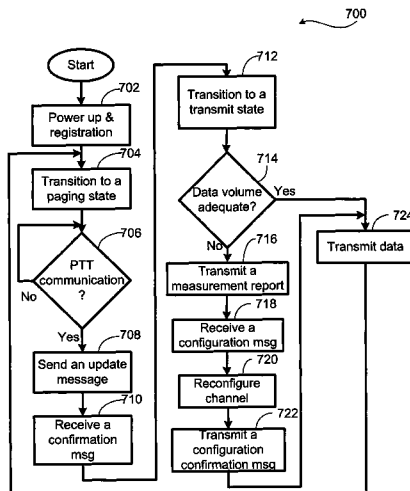 700
Start
702
Power up &
registration
704
Transition to a
paging state
706
PTT
communication
?
No
Yes
708
Send an update
message
710
Receive a
confirmation
msg
712
Transition to a
transmit state
714
Data volume
adequate?
Yes
No
716
Transmit a
measurement report
718
Receive a
configuration msg
720
Reconfigure
channel
722
Transmit a
configuration
confirmation msg
724
Transmit data